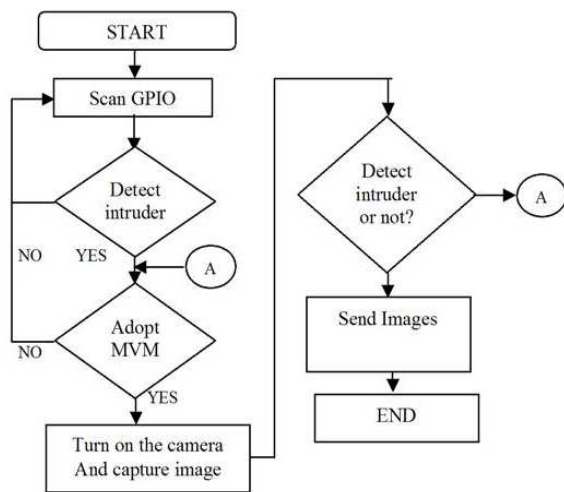 START
Scan GPIO
Detect
intruder
NO
YES
A
Adopt
MVM
NO
YES
Turn on the camera
And capture image
Detect
intruder
or not?
A
Send Images
END